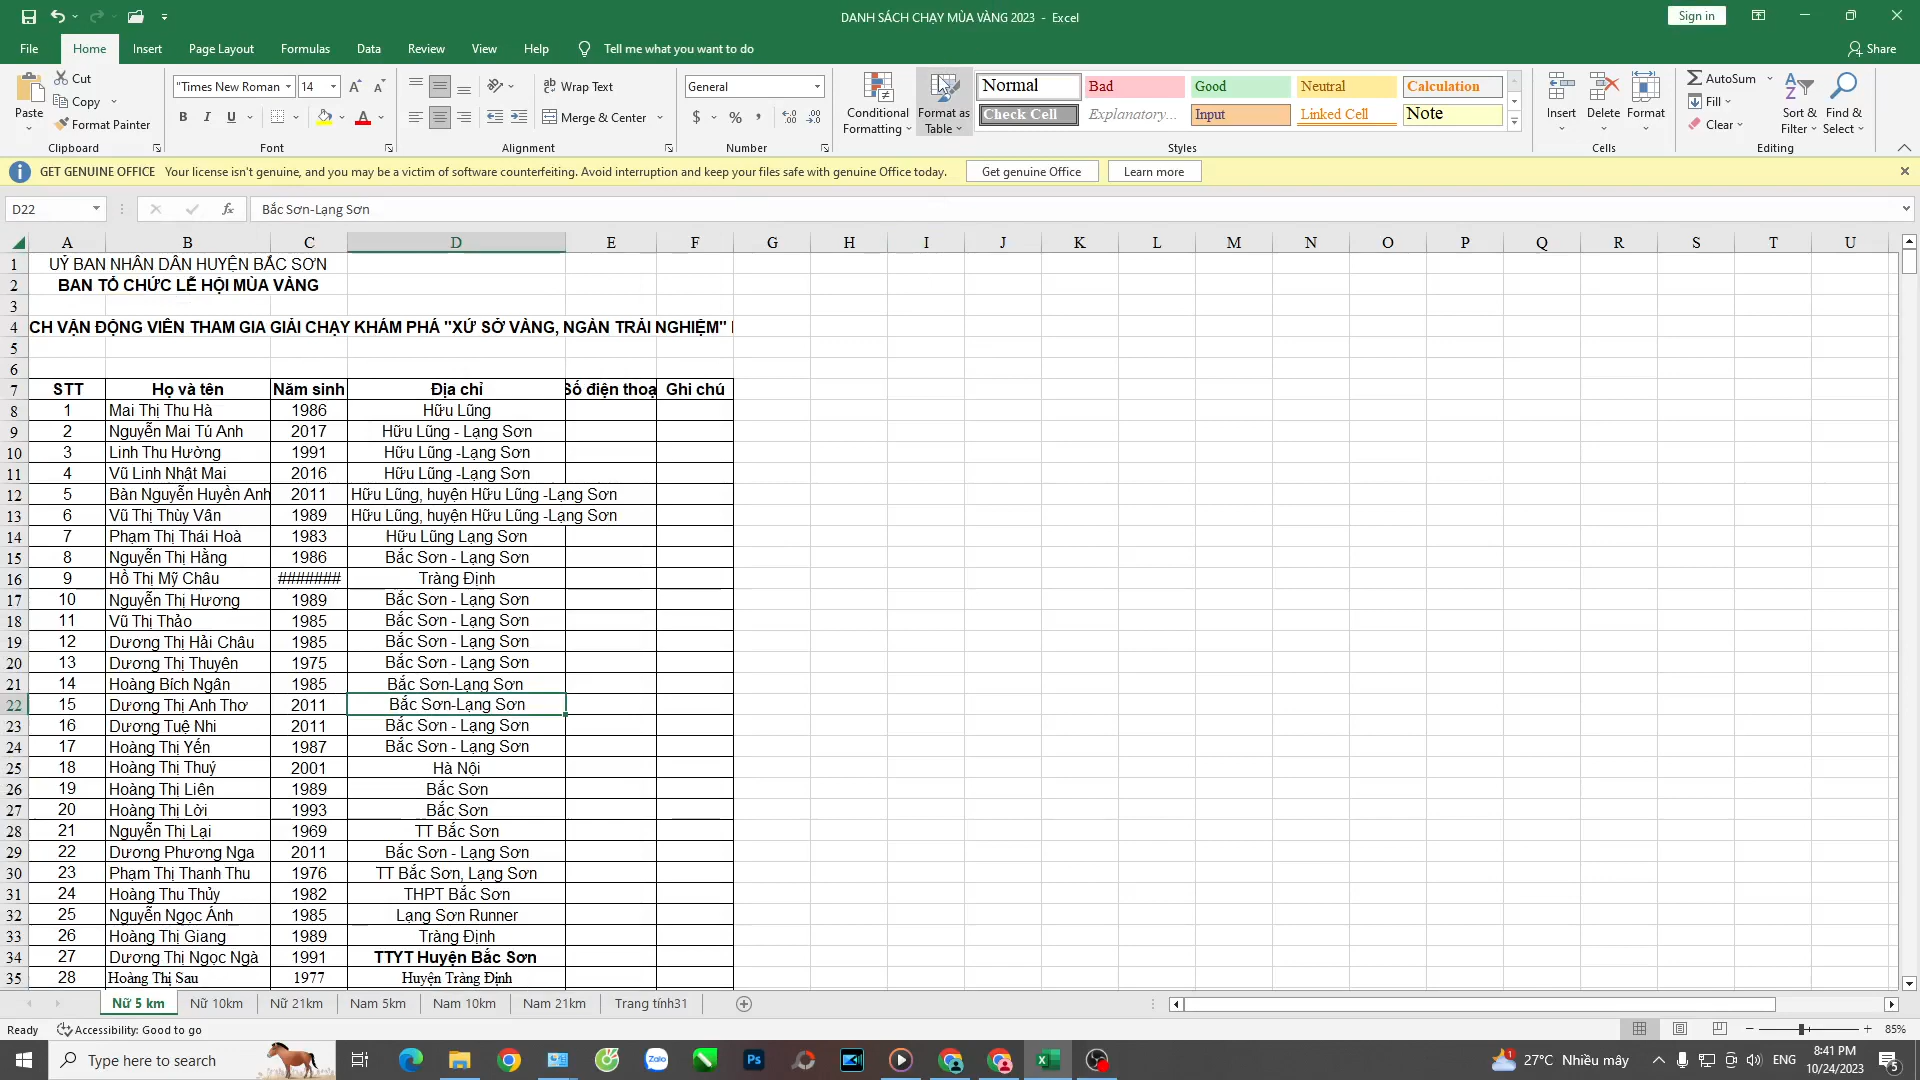 DANH SÁCH CHẠY MÙA VÀNG 2023 - Excel
Sign in
File Home Insert Page Layout Formulas Data Review View Help Tell me what you want to do Share
Paste Cut Copy Format Painter Clipboard
"Times New Roman 14 B I U Font
Wrap Text Merge & Center Alignment
General $ % , Number
Conditional Formatting Format as Table
Normal Bad Good Neutral Calculation
Check Cell Explanatory... Input Linked Cell Note
Styles
Insert Delete Format Cells
AutoSum Fill Clear Sort & Filter Find & Select Editing
GET GENUINE OFFICE Your license isn't genuine, and you may be a victim of software counterfeiting. Avoid interruption and keep your files safe with genuine Office today. Get genuine Office Learn more
D22 fx Bắc Sơn-Lạng Sơn
A B C D E F G H I J K L M N O P Q R S T U
1 UỶ BAN NHÂN DÂN HUYỆN BẮC SƠN
2 BAN TỔ CHỨC LỄ HỘI MÙA VÀNG
3
4 CH VẬN ĐỘNG VIÊN THAM GIA GIẢI CHẠY KHÁM PHÁ "XỨ SỞ VÀNG, NGÀN TRẢI NGHIỆM"
5
6
7 STT Họ và tên Năm sinh Địa chỉ Số điện thoạ Ghi chú
8 1 Mai Thị Thu Hà 1986 Hữu Lũng
9 2 Nguyễn Mai Tú Anh 2017 Hữu Lũng - Lạng Sơn
10 3 Linh Thu Hường 1991 Hữu Lũng -Lạng Sơn
11 4 Vũ Linh Nhật Mai 2016 Hữu Lũng -Lạng Sơn
12 5 Bàn Nguyễn Huyền Anh 2011 Hữu Lũng, huyện Hữu Lũng -Lạng Sơn
13 6 Vũ Thị Thùy Vân 1989 Hữu Lũng, huyện Hữu Lũng -Lạng Sơn
14 7 Phạm Thị Thái Hoà 1983 Hữu Lũng Lạng Sơn
15 8 Nguyễn Thị Hằng 1986 Bắc Sơn - Lạng Sơn
16 9 Hồ Thị Mỹ Châu ####### Tràng Định
17 10 Nguyễn Thị Hương 1989 Bắc Sơn - Lạng Sơn
18 11 Vũ Thị Thảo 1985 Bắc Sơn - Lạng Sơn
19 12 Dương Thị Hải Châu 1985 Bắc Sơn - Lạng Sơn
20 13 Dương Thị Thuyên 1975 Bắc Sơn - Lạng Sơn
21 14 Hoàng Bích Ngân 1985 Bắc Sơn-Lạng Sơn
22 15 Dương Thị Anh Thơ 2011 Bắc Sơn-Lạng Sơn
23 16 Dương Tuệ Nhi 2011 Bắc Sơn - Lạng Sơn
24 17 Hoàng Thị Yến 1987 Bắc Sơn - Lạng Sơn
25 18 Hoàng Thị Thuý 2001 Hà Nội
26 19 Hoàng Thị Liên 1989 Bắc Sơn
27 20 Hoàng Thị Lời 1993 Bắc Sơn
28 21 Nguyễn Thị Lại 1969 TT Bắc Sơn
29 22 Dương Phương Nga 2011 Bắc Sơn - Lạng Sơn
30 23 Phạm Thị Thanh Thu 1976 TT Bắc Sơn, Lạng Sơn
31 24 Hoàng Thu Thủy 1982 THPT Bắc Sơn
32 25 Nguyễn Ngọc Ánh 1985 Lạng Sơn Runner
33 26 Hoàng Thị Giang 1989 Tràng Định
34 27 Dương Thị Ngọc Ngà 1991 TTYT Huyện Bắc Sơn
35 28 Hoàng Thị Sau 1977 Huyện Tràng Định
Nữ 5 km Nữ 10km Nữ 21km Nam 5km Nam 10km Nam 21km Trang tính31
Ready Accessibility: Good to go 85%
Type here to search
Zalo
Ps
1
27°C Nhiều mây
ENG
8:41 PM
10/24/2023
5